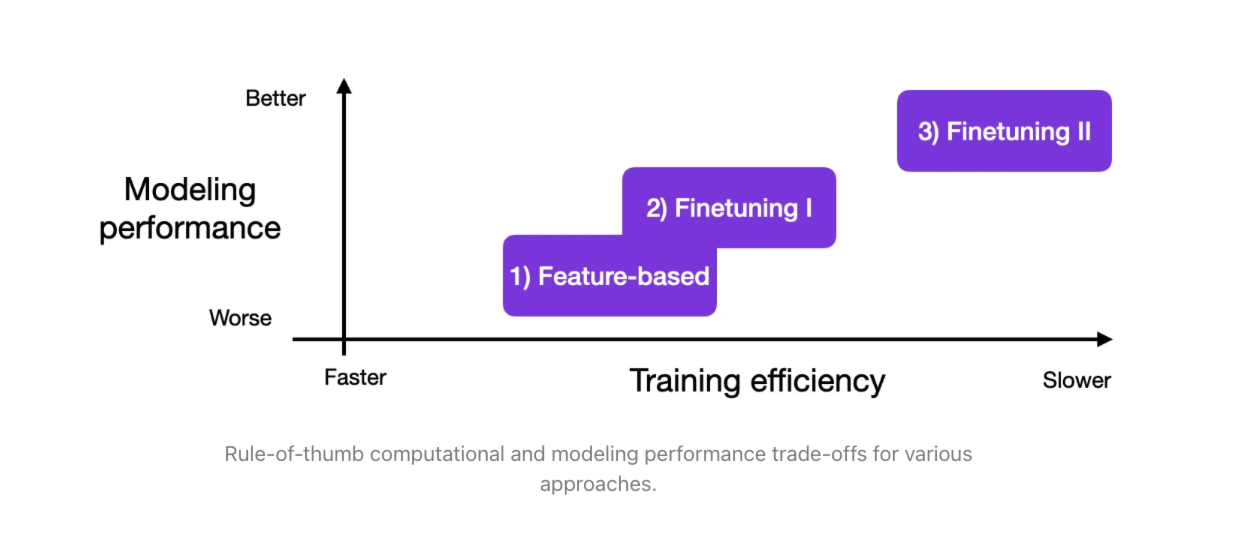 Better
3) Finetuning II
Modeling
performance
2) Finetuning I
1) Feature-based
Worse
Faster
Training efficiency
Slower
Rule-of-thumb computational and modeling performance trade-offs for various
approaches.